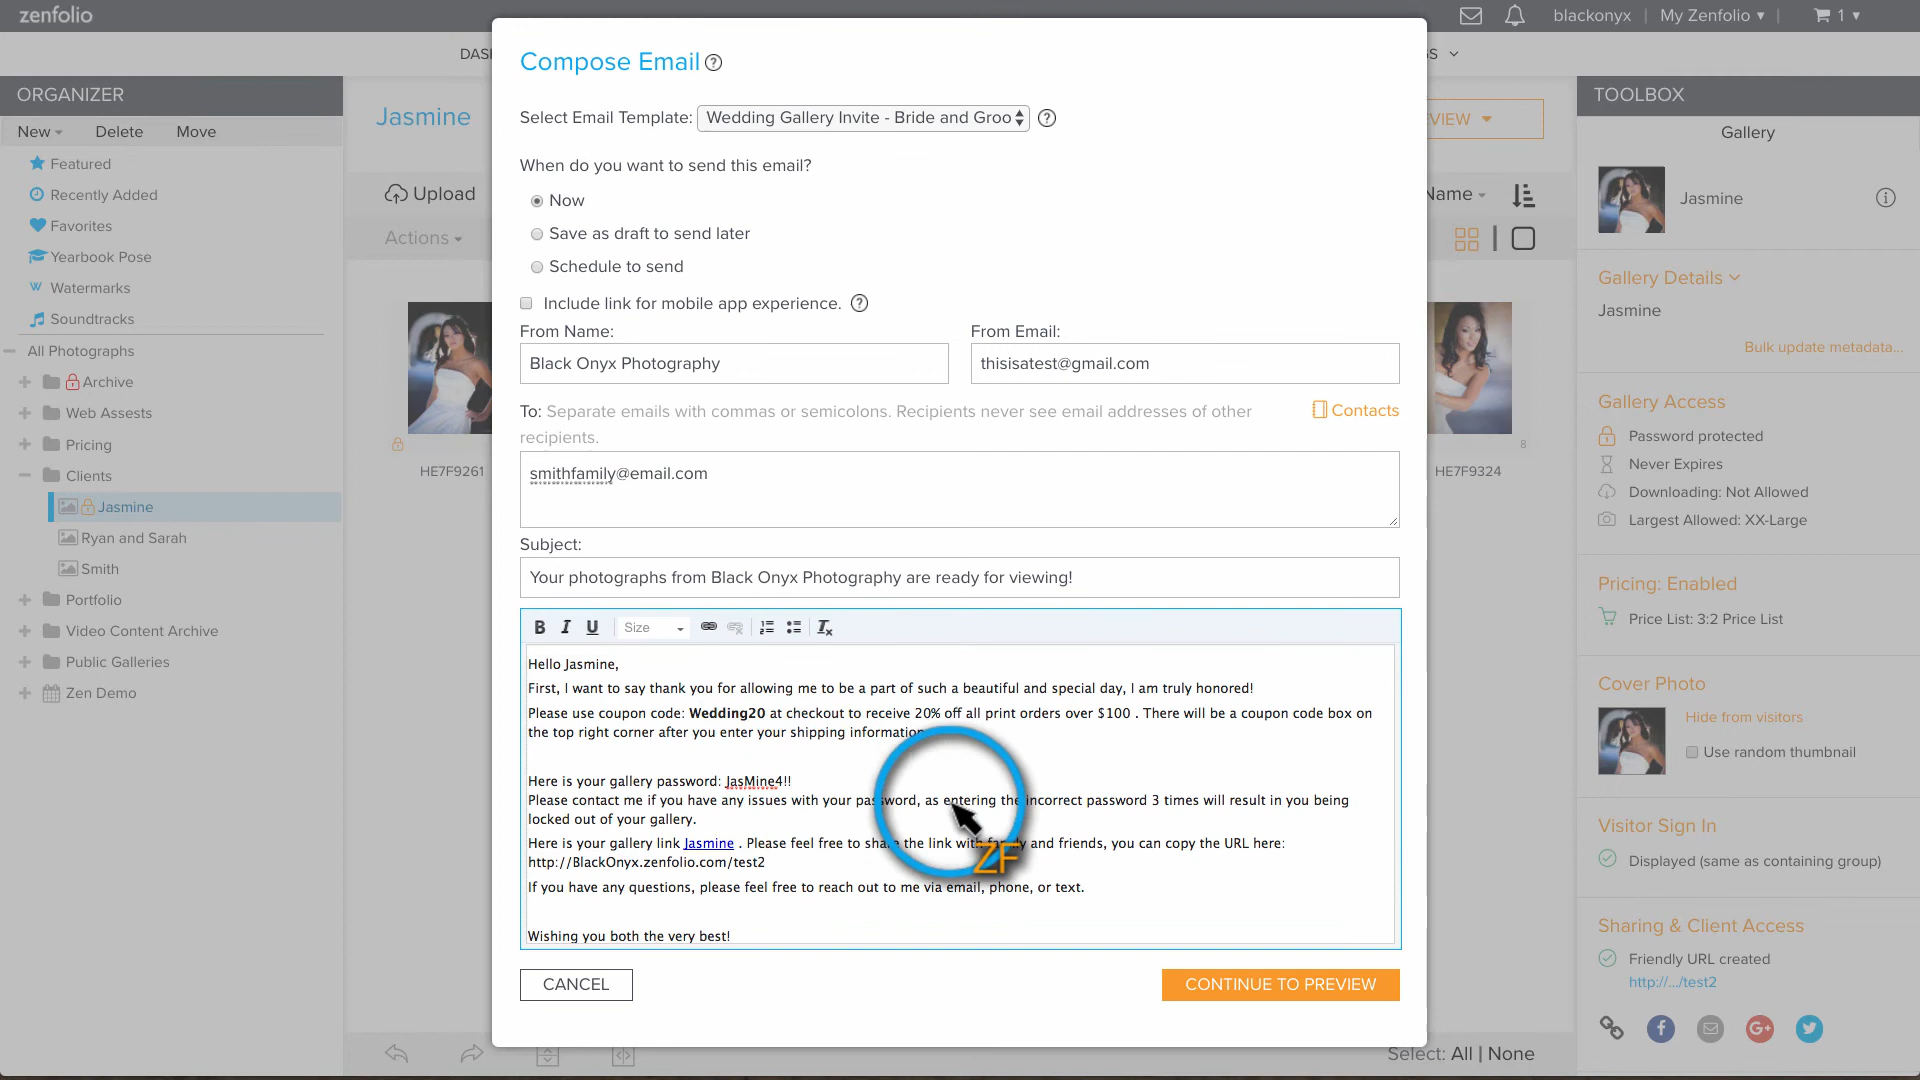 zenfolio
blackonyx
My Zenfolio
1
ORGANIZER
New
Delete
Move
Featured
Recently Added
Favorites
Yearbook Pose
Watermarks
Soundtracks
All Photographs
Archive
Web Assests
Pricing
Clients
Jasmine
Ryan and Sarah
Smith
Portfolio
Video Content Archive
Public Galleries
Zen Demo
Jasmine
Upload
Actions
HE7F9261
Compose Email ?
Select Email Template: Wedding Gallery Invite - Bride and Groo ?
When do you want to send this email?
Now
Save as draft to send later
Schedule to send
Include link for mobile app experience. ?
From Name:
From Email:
Black Onyx Photography
thisisatest@gmail.com
To: Separate emails with commas or semicolons. Recipients never see email addresses of other
recipients.
Contacts
smithfamily@email.com
Subject:
Your photographs from Black Onyx Photography are ready for viewing!
B I U Size
Hello Jasmine,
First, I want to say thank you for allowing me to be a part of such a beautiful and special day, I am truly honored!
Please use coupon code: Wedding20 at checkout to receive 20% off all print orders over $100 . There will be a coupon code box on
the top right corner after you enter your shipping information
Here is your gallery password: JasMine4!!
Please contact me if you have any issues with your password, as entering the incorrect password 3 times will result in you being
locked out of your gallery.
Here is your gallery link Jasmine . Please feel free to share the link with family and friends, you can copy the URL here:
http://BlackOnyx.zenfolio.com/test2
If you have any questions, please feel free to reach out to me via email, phone, or text.
Wishing you both the very best!
ZF
CANCEL
CONTINUE TO PREVIEW
8
HE7F9324
Select: All | None
TOOLBOX
Gallery
Jasmine
Gallery Details
Jasmine
Bulk update metadata...
Gallery Access
Password protected
Never Expires
Downloading: Not Allowed
Largest Allowed: XX-Large
Pricing: Enabled
Price List: 3:2 Price List
Cover Photo
Hide from visitors
Use random thumbnail
Visitor Sign In
Displayed (same as containing group)
Sharing & Client Access
Friendly URL created
http://.../test2